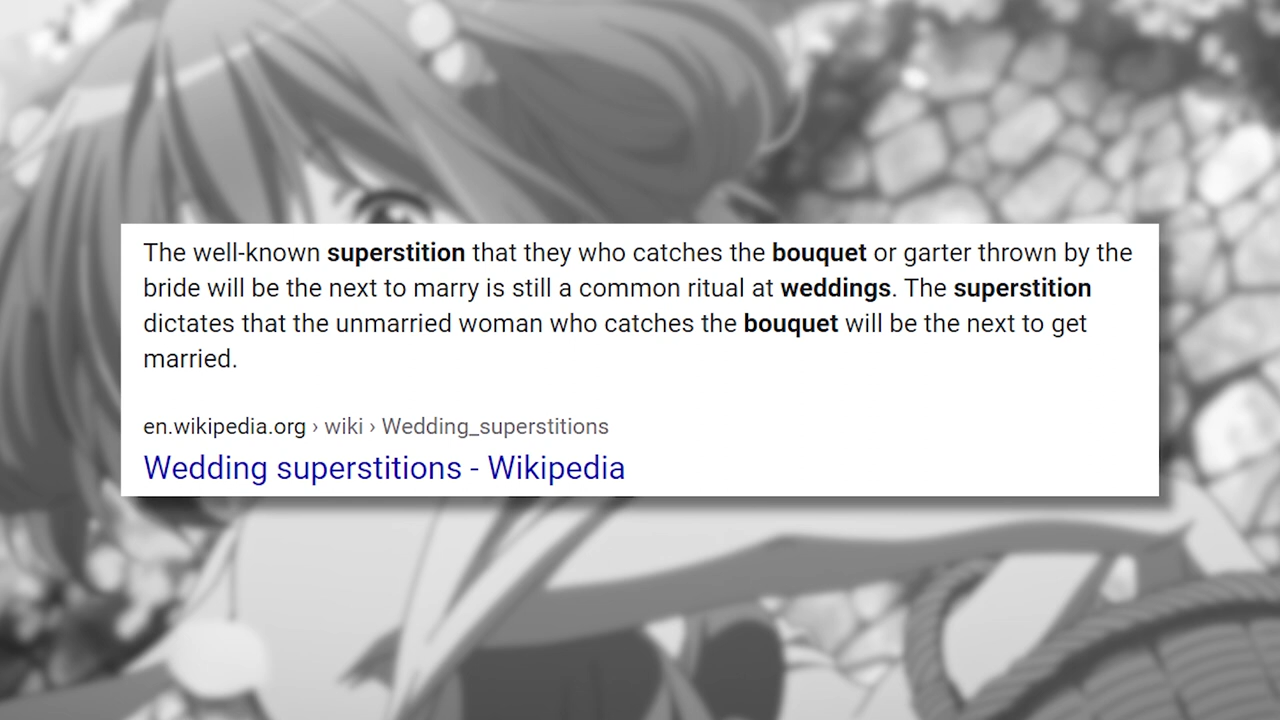 The well-known superstition that they who catches the bouquet or garter thrown by the
bride will be the next to marry is still a common ritual at weddings. The superstition
dictates that the unmarried woman who catches the bouquet will be the next to get
married.
en.wikipedia.org › wiki › Wedding_superstitions
Wedding superstitions - Wikipedia